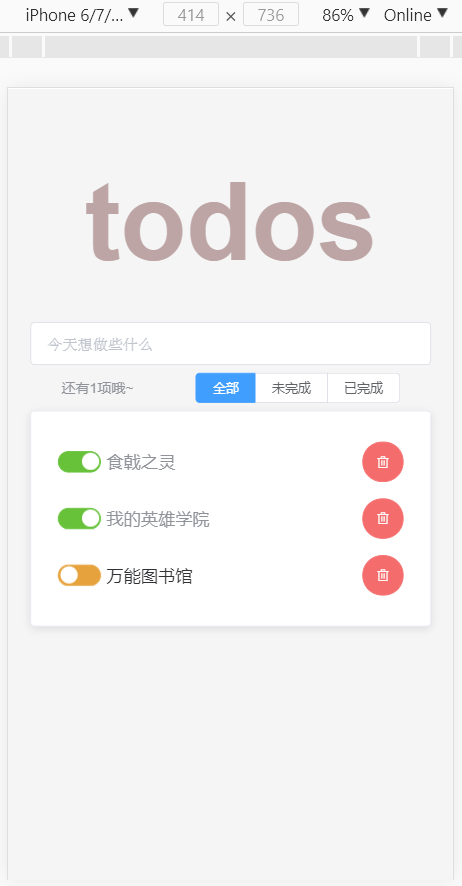 iPhone 6/7/... 414 × 736 86% Online
todos
今天想做些什么
还有1项哦~ 全部 未完成 已完成
食戟之灵
我的英雄学院
万能图书馆